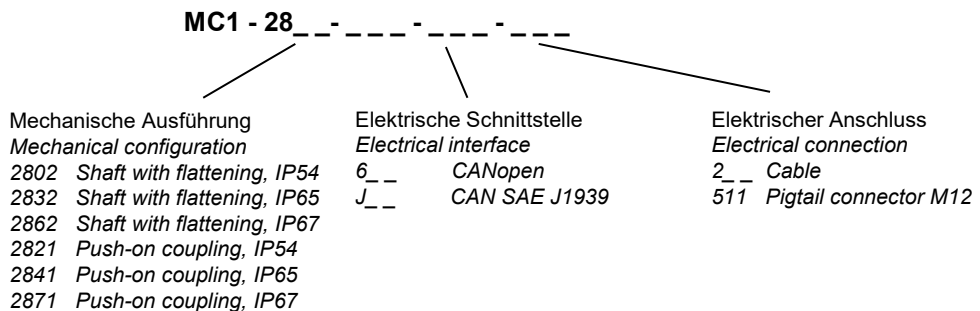 MC1 - 28_ _- _ _ _ - _ _ _ - _ _ _
Mechanische Ausführung
Mechanical configuration
2802 Shaft with flattening, IP54
2832 Shaft with flattening, IP65
2862 Shaft with flattening, IP67
2821 Push-on coupling, IP54
2841 Push-on coupling, IP65
2871 Push-on coupling, IP67
Elektrische Schnittstelle
Electrical interface
6_ _ CANopen
J_ _ CAN SAE J1939
Elektrischer Anschluss
Electrical connection
2_ _ Cable
511 Pigtail connector M12